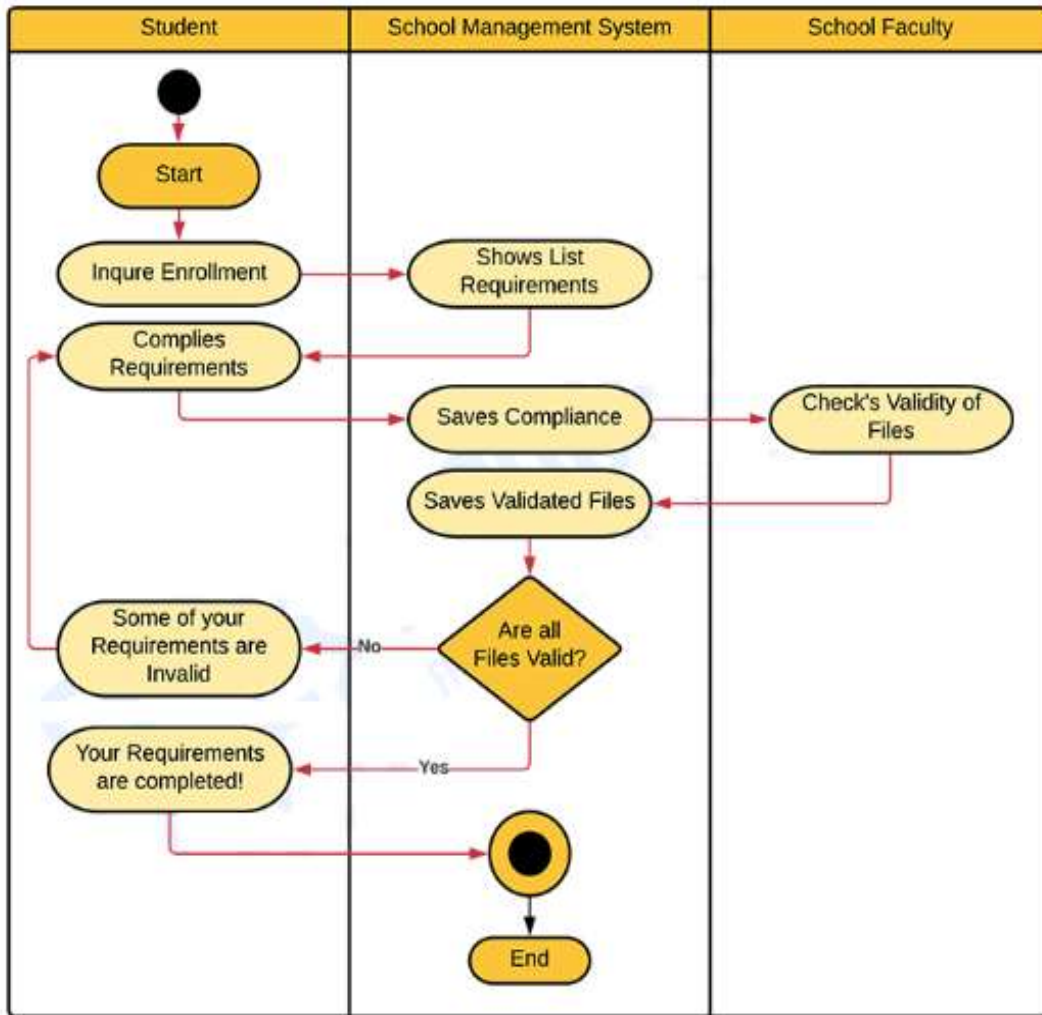 Student
School Management System
School Faculty
Start
Inqure Enrollment
Shows List
Requirements
Complies
Requirements
Saves Compliance
Check's Validity of
Files
Saves Validated Files
Are all
Files Valid?
No
Some of your
Requirements are
Invalid
Yes
Your Requirements
are completed!
End